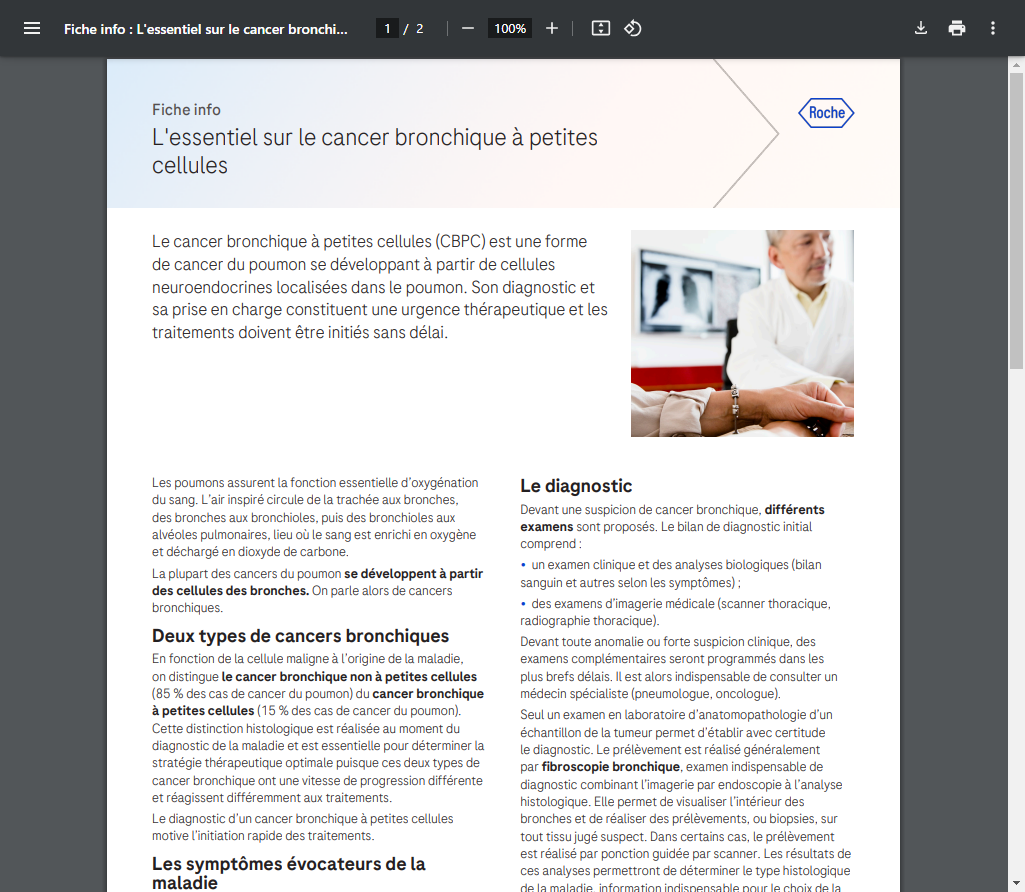 Fiche info : L'essentiel sur le cancer bronchi...
1 / 2
100%
Fiche info
L'essentiel sur le cancer bronchique à petites
cellules
Roche
Le cancer bronchique à petites cellules (CBPC) est une forme
de cancer du poumon se développant à partir de cellules
neuroendocrines localisées dans le poumon. Son diagnostic et
sa prise en charge constituent une urgence thérapeutique et les
traitements doivent être initiés sans délai.
Les poumons assurent la fonction essentielle d'oxygénation
du sang. L'air inspiré circule de la trachée aux bronches,
des bronches aux bronchioles, puis des bronchioles aux
alvéoles pulmonaires, lieu où le sang est enrichi en oxygène
et déchargé en dioxyde de carbone.
La plupart des cancers du poumon se développent à partir
des cellules des bronches. On parle alors de cancers
bronchiques.
Deux types de cancers bronchiques
En fonction de la cellule maligne à l'origine de la maladie,
on distingue le cancer bronchique non à petites cellules
(85 % des cas de cancer du poumon) du cancer bronchique
à petites cellules (15 % des cas de cancer du poumon).
Cette distinction histologique est réalisée au moment du
diagnostic de la maladie et est essentielle pour déterminer la
stratégie thérapeutique optimale puisque ces deux types de
cancer bronchique ont une vitesse de progression différente
et réagissent différemment aux traitements.
Le diagnostic d'un cancer bronchique à petites cellules
motive l'initiation rapide des traitements.
Les symptômes évocateurs de la
maladie
Le diagnostic
Devant une suspicion de cancer bronchique, différents
examens sont proposés. Le bilan de diagnostic initial
comprend :
• un examen clinique et des analyses biologiques (bilan
sanguin et autres selon les symptômes) ;
• des examens d'imagerie médicale (scanner thoracique,
radiographie thoracique).
Devant toute anomalie ou forte suspicion clinique, des
examens complémentaires seront programmés dans les
plus brefs délais. Il est alors indispensable de consulter un
médecin spécialiste (pneumologue, oncologue).
Seul un examen en laboratoire d'anatomopathologie d'un
échantillon de la tumeur permet d'établir avec certitude
le diagnostic. Le prélèvement est réalisé généralement
par fibroscopie bronchique, examen indispensable de
diagnostic combinant l'imagerie par endoscopie à l'analyse
histologique. Elle permet de visualiser l'intérieur des
bronches et de réaliser des prélèvements, ou biopsies, sur
tout tissu jugé suspect. Dans certains cas, le prélèvement
est réalisé par ponction guidée par scanner. Les résultats de
ces analyses permettront de déterminer le type histologique
de la maladie, information indispensable pour le choix de la